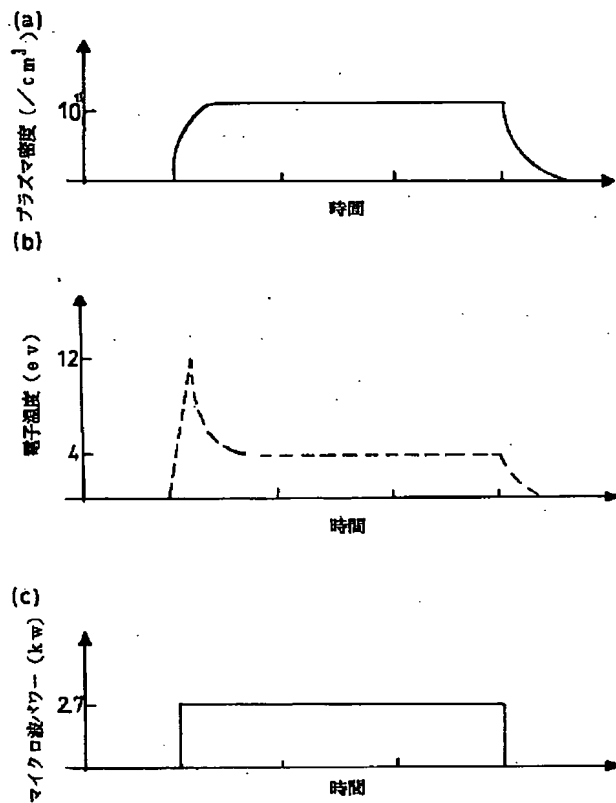 (a)
プラズマ密度 (/cm³)
時間
(b)
電子温度 (ev)
12
4
時間
(c)
マイクロ波パワー (kw)
2.7
時間